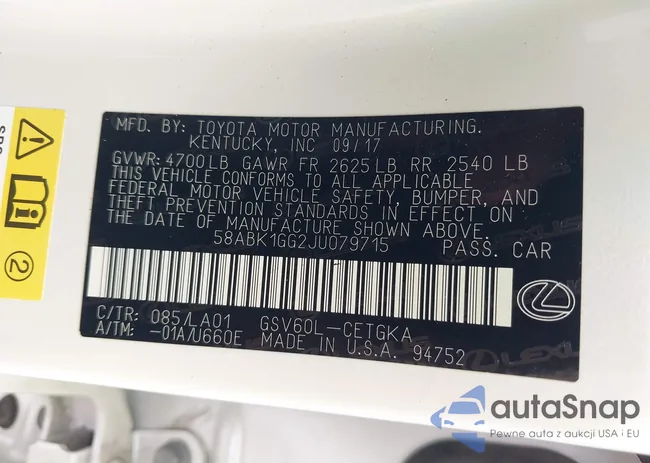 MFD. BY: TOYOTA MOTOR MANUFACTURING.
KENTUCKY, INC 09/17
GVWR: 4700LB GAWR FR 2625LB RR 2540 LB
THIS VEHICLE CONFORMS TO ALL APPLICABLE
FEDERAL MOTOR VEHICLE SAFETY, BUMPER, AND
THEFT PREVENTION STANDARDS IN EFFECT ON
THE DATE OF MANUFACTURE SHOWN ABOVE.
58ABK1GG2JU079715 PASS. CAR
C/TR: 085/LA01 GSV60L-CETGKA
A/TM: -01A/U660E MADE IN U.S.A. 94752
2
autaSnap
Pewne auta z aukcji USA i EU